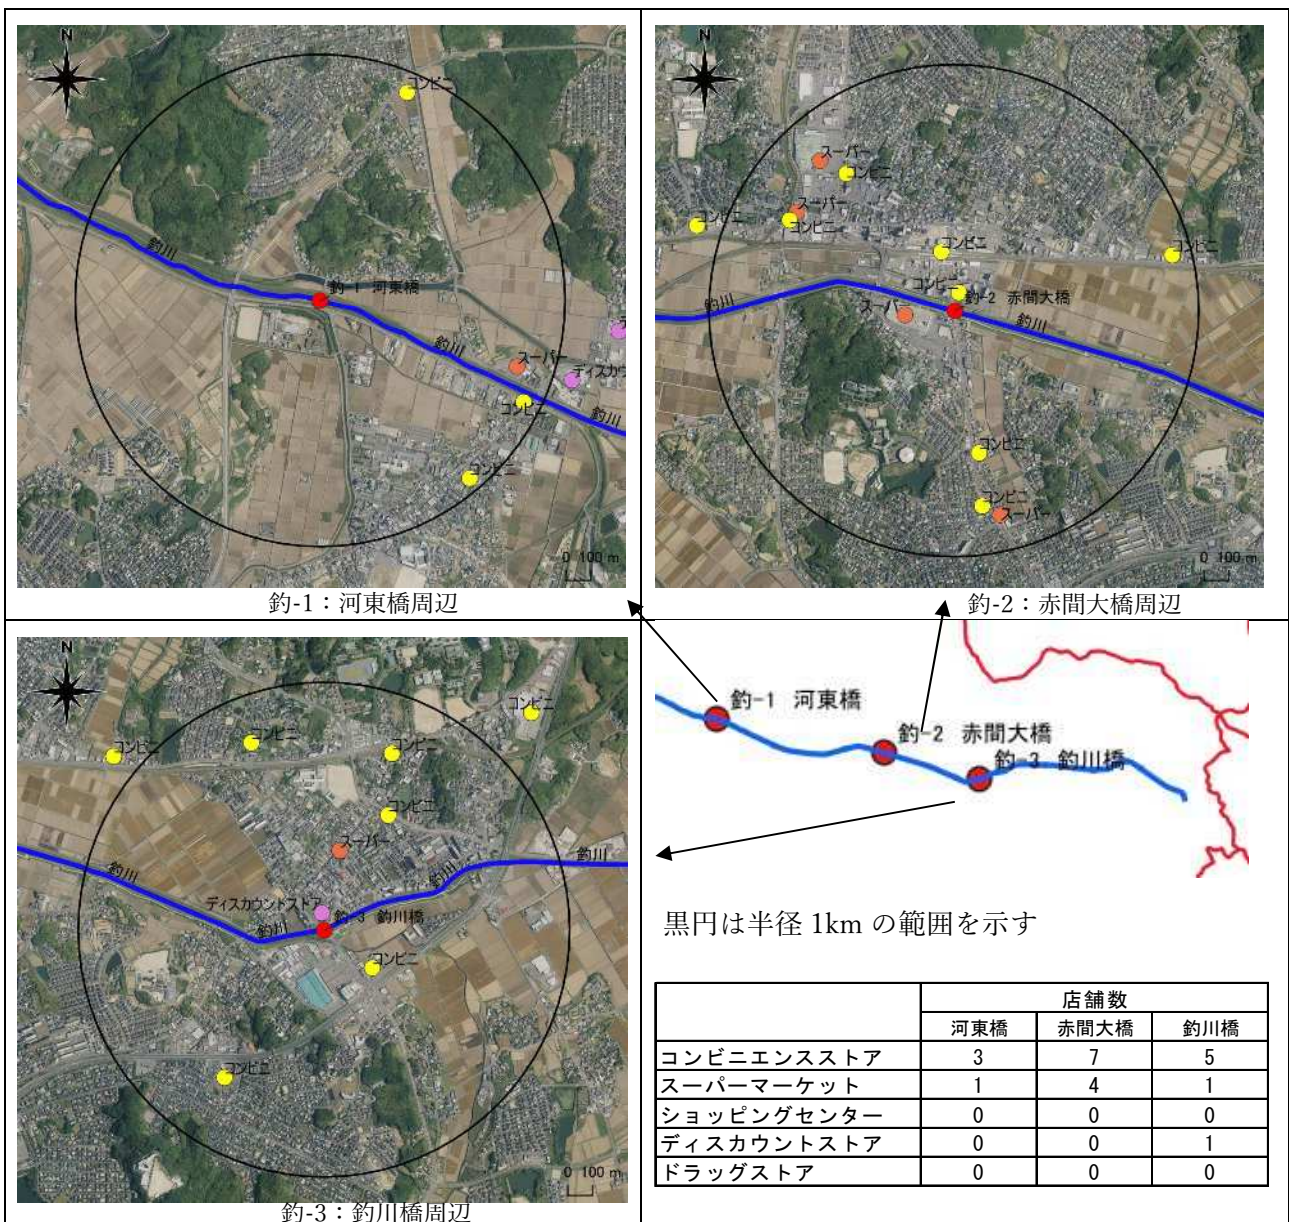 N
コンビニ
釣川
釣-1 河東橋
釣川
スーパー
ディスカウ
コンビニ
釣川
コンビニ
0 100 m
釣-1：河東橋周辺
N
スーパー
コンビニ
スーパー
コンビニ
コンビニ
コンビニ
コンビニ
コンビニ
釣-2 赤間大橋
釣川
スーパー
釣川
コンビニ
コンビニ
スーパー
0 100 m
釣-2：赤間大橋周辺
N
コンビニ
コンビニ
コンビニ
コンビニ
コンビニ
スーパー
釣川
釣川
釣川
ディスカウンドストア
釣-3 釣川橋
釣川
コンビニ
コンビニ
0 100 m
釣-3：釣川橋周辺
釣-1 河東橋
釣-2 赤間大橋
釣-3 釣川橋
黒円は半径 1km の範囲を示す
店舗数
河東橋 赤間大橋 釣川橋
コンビニエンスストア 3 7 5
スーパーマーケット 1 4 1
ショッピングセンター 0 0 0
ディスカウントストア 0 0 1
ドラッグストア 0 0 0